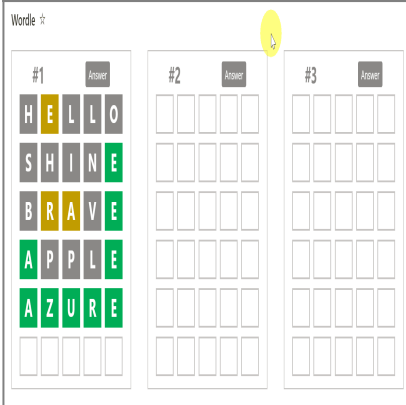 Wordle ☆
#1 Answer
#2 Answer
#3 Answer
HELLO
SHINE
BRAVE
APPLE
AZURE